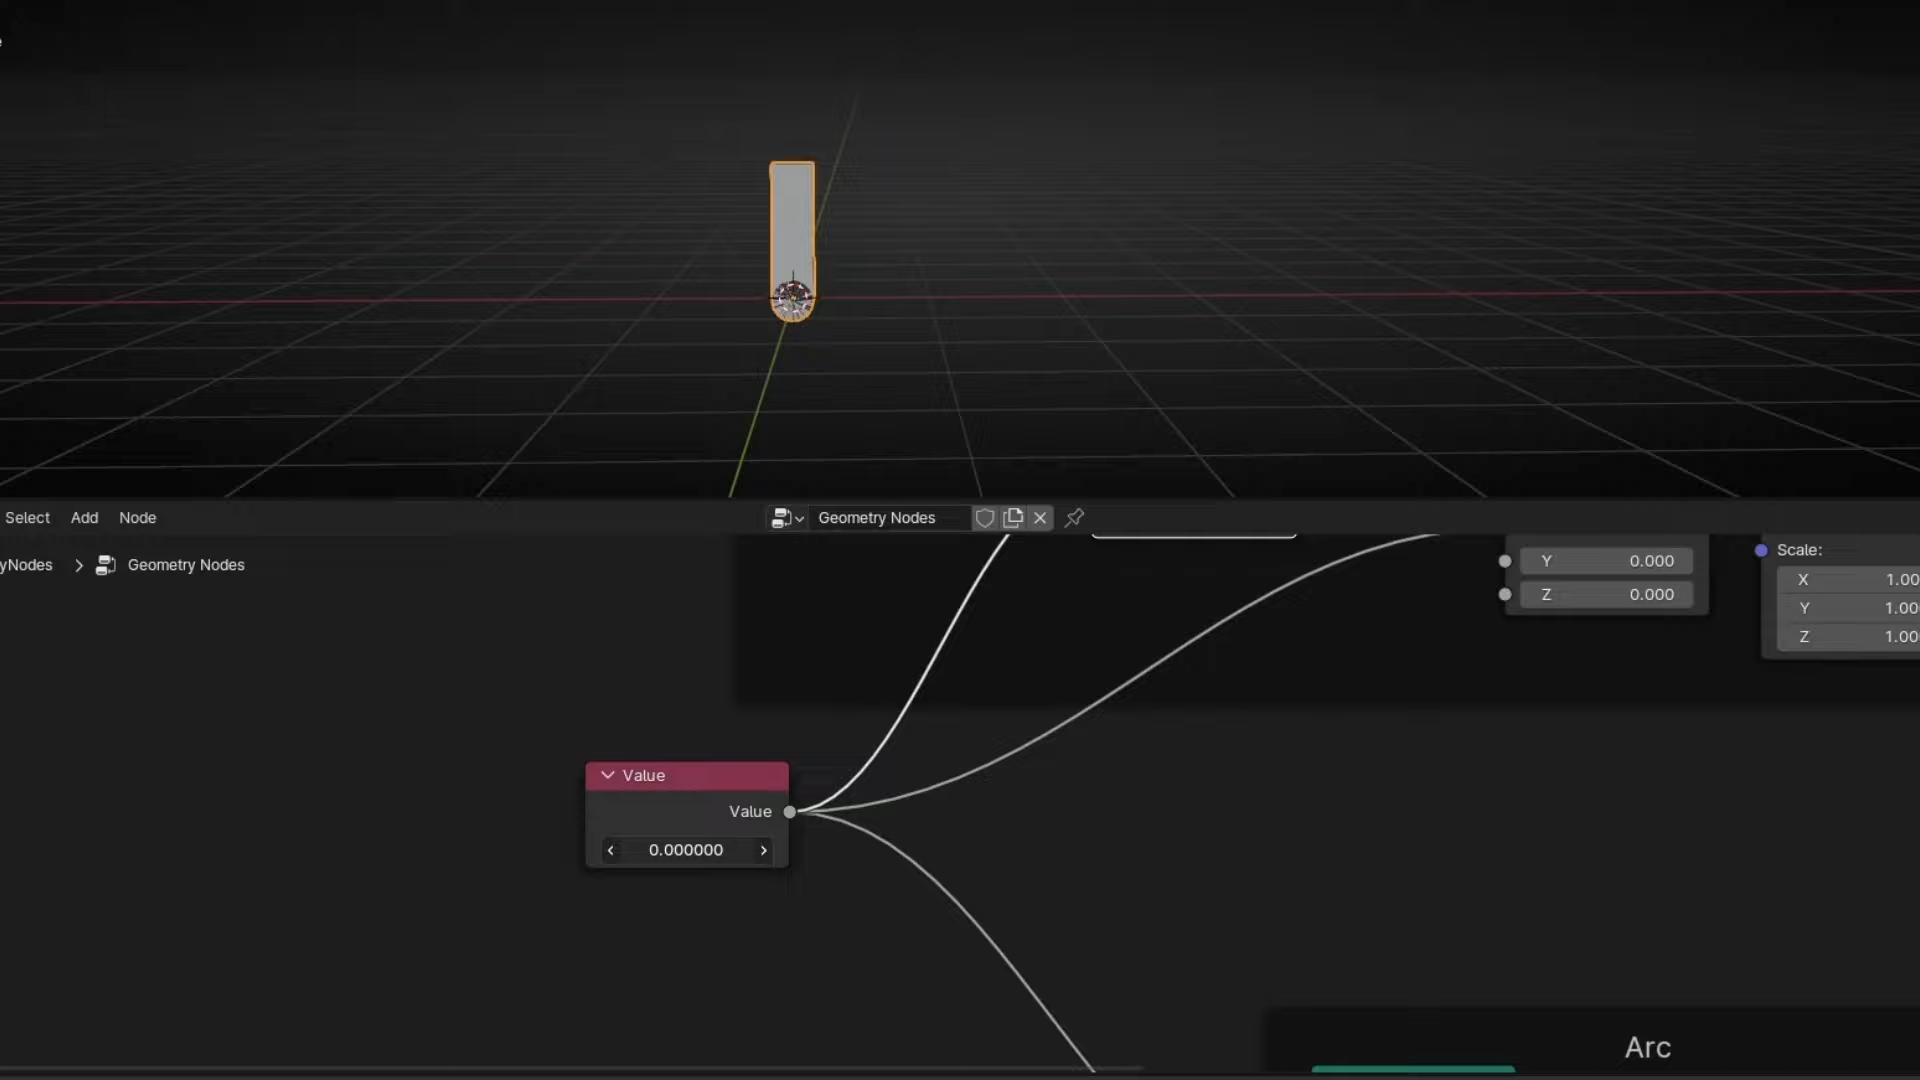 Select Add Node
Geometry Nodes
yNodes Geometry Nodes
Y 0.000
Z 0.000
Scale:
X 1.00
Y 1.00
Z 1.00
Value
Value
0.000000
Arc